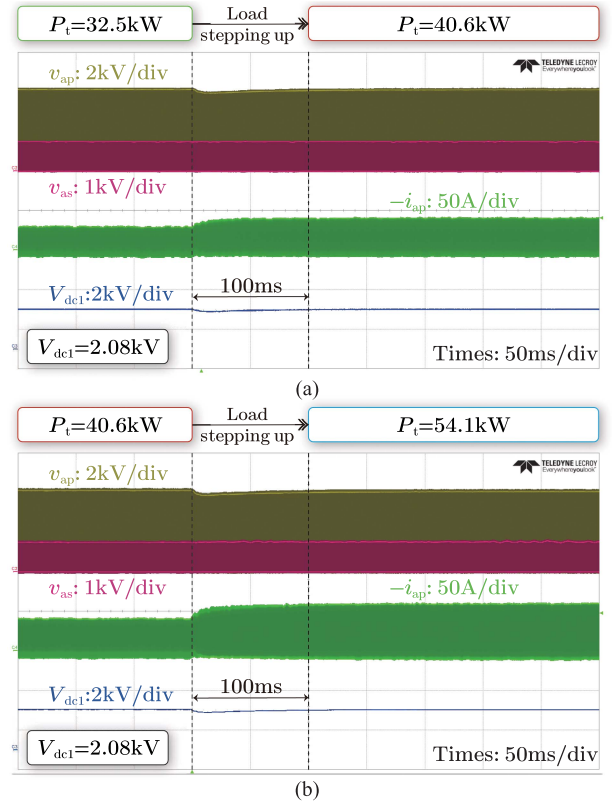 Pt=32.5kW
Load
stepping up
Pt=40.6kW
vap: 2kV/div
TELEDYNE LECROY
Everywhereyoulook™
vas: 1kV/div
−iap: 50A/div
Vdc1:2kV/div
100ms
Vdc1=2.08kV
Times: 50ms/div
(a)
Pt=40.6kW
Load
stepping up
Pt=54.1kW
vap: 2kV/div
TELEDYNE LECROY
Everywhereyoulook™
vas: 1kV/div
−iap: 50A/div
Vdc1:2kV/div
100ms
Vdc1=2.08kV
Times: 50ms/div
(b)